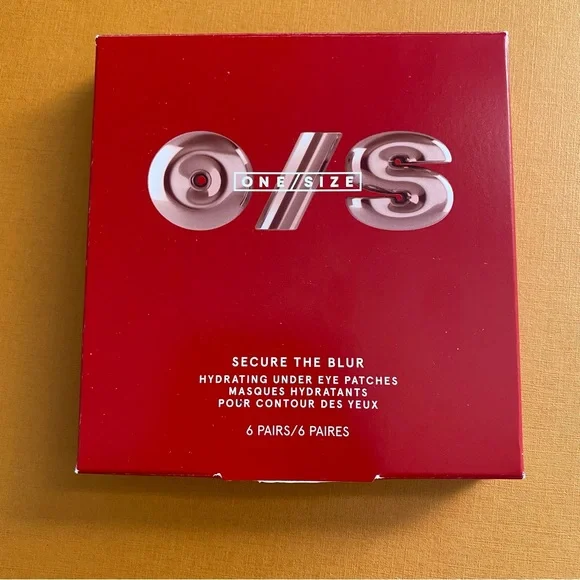 O/S
ONE/SIZE
SECURE THE BLUR
HYDRATING UNDER EYE PATCHES
MASQUES HYDRATANTS
POUR CONTOUR DES YEUX
6 PAIRS/6 PAIRES